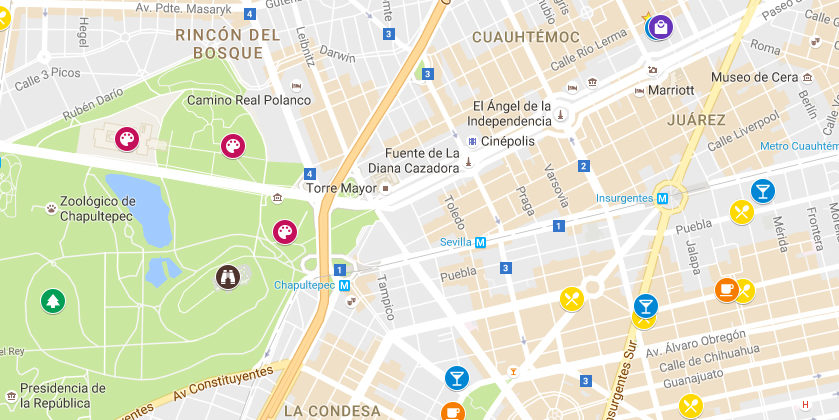 Av. Pdte. Masaryk
4
Hegel
RINCÓN DEL
BOSQUE
Leibnitz
Darwin
3
CUAUHTÉMOC
Calle Río Lerma
Roma
Calle 3 Picos
3
Marriott
Museo de Cera
Berlín
Rubén Darío
Camino Real Polanco
El Ángel de la
Independencia
JUÁREZ
Calle Liverpool
Cinépolis
Metro Cuauhtém
Fuente de La
Diana Cazadora
2
4
Torre Mayor
Varsovia
Praga
Toledo
Insurgentes
M
Zoológico de
Chapultepec
1
Puebla
Mérida
Frontera
Jalapa
Sevilla
M
3
Puebla
1
Chapultepec
M
Tampico
Av. Álvaro Obregón
Calle de Chihuahua
Guanajuato
Insurgentes Sur
del Rey
Av Constituyentes
3
Presidencia de
la República
LA CONDESA
H